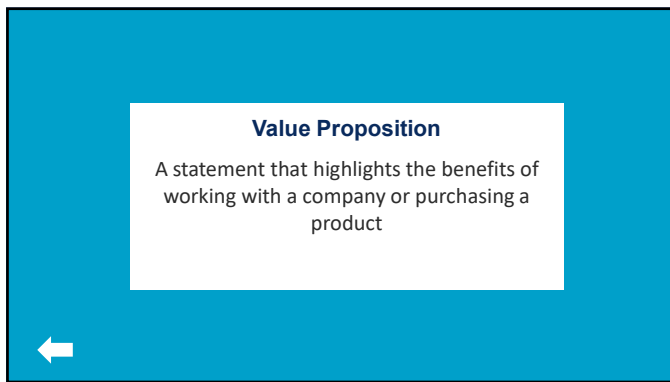 Value Proposition
A statement that highlights the benefits of
working with a company or purchasing a
product